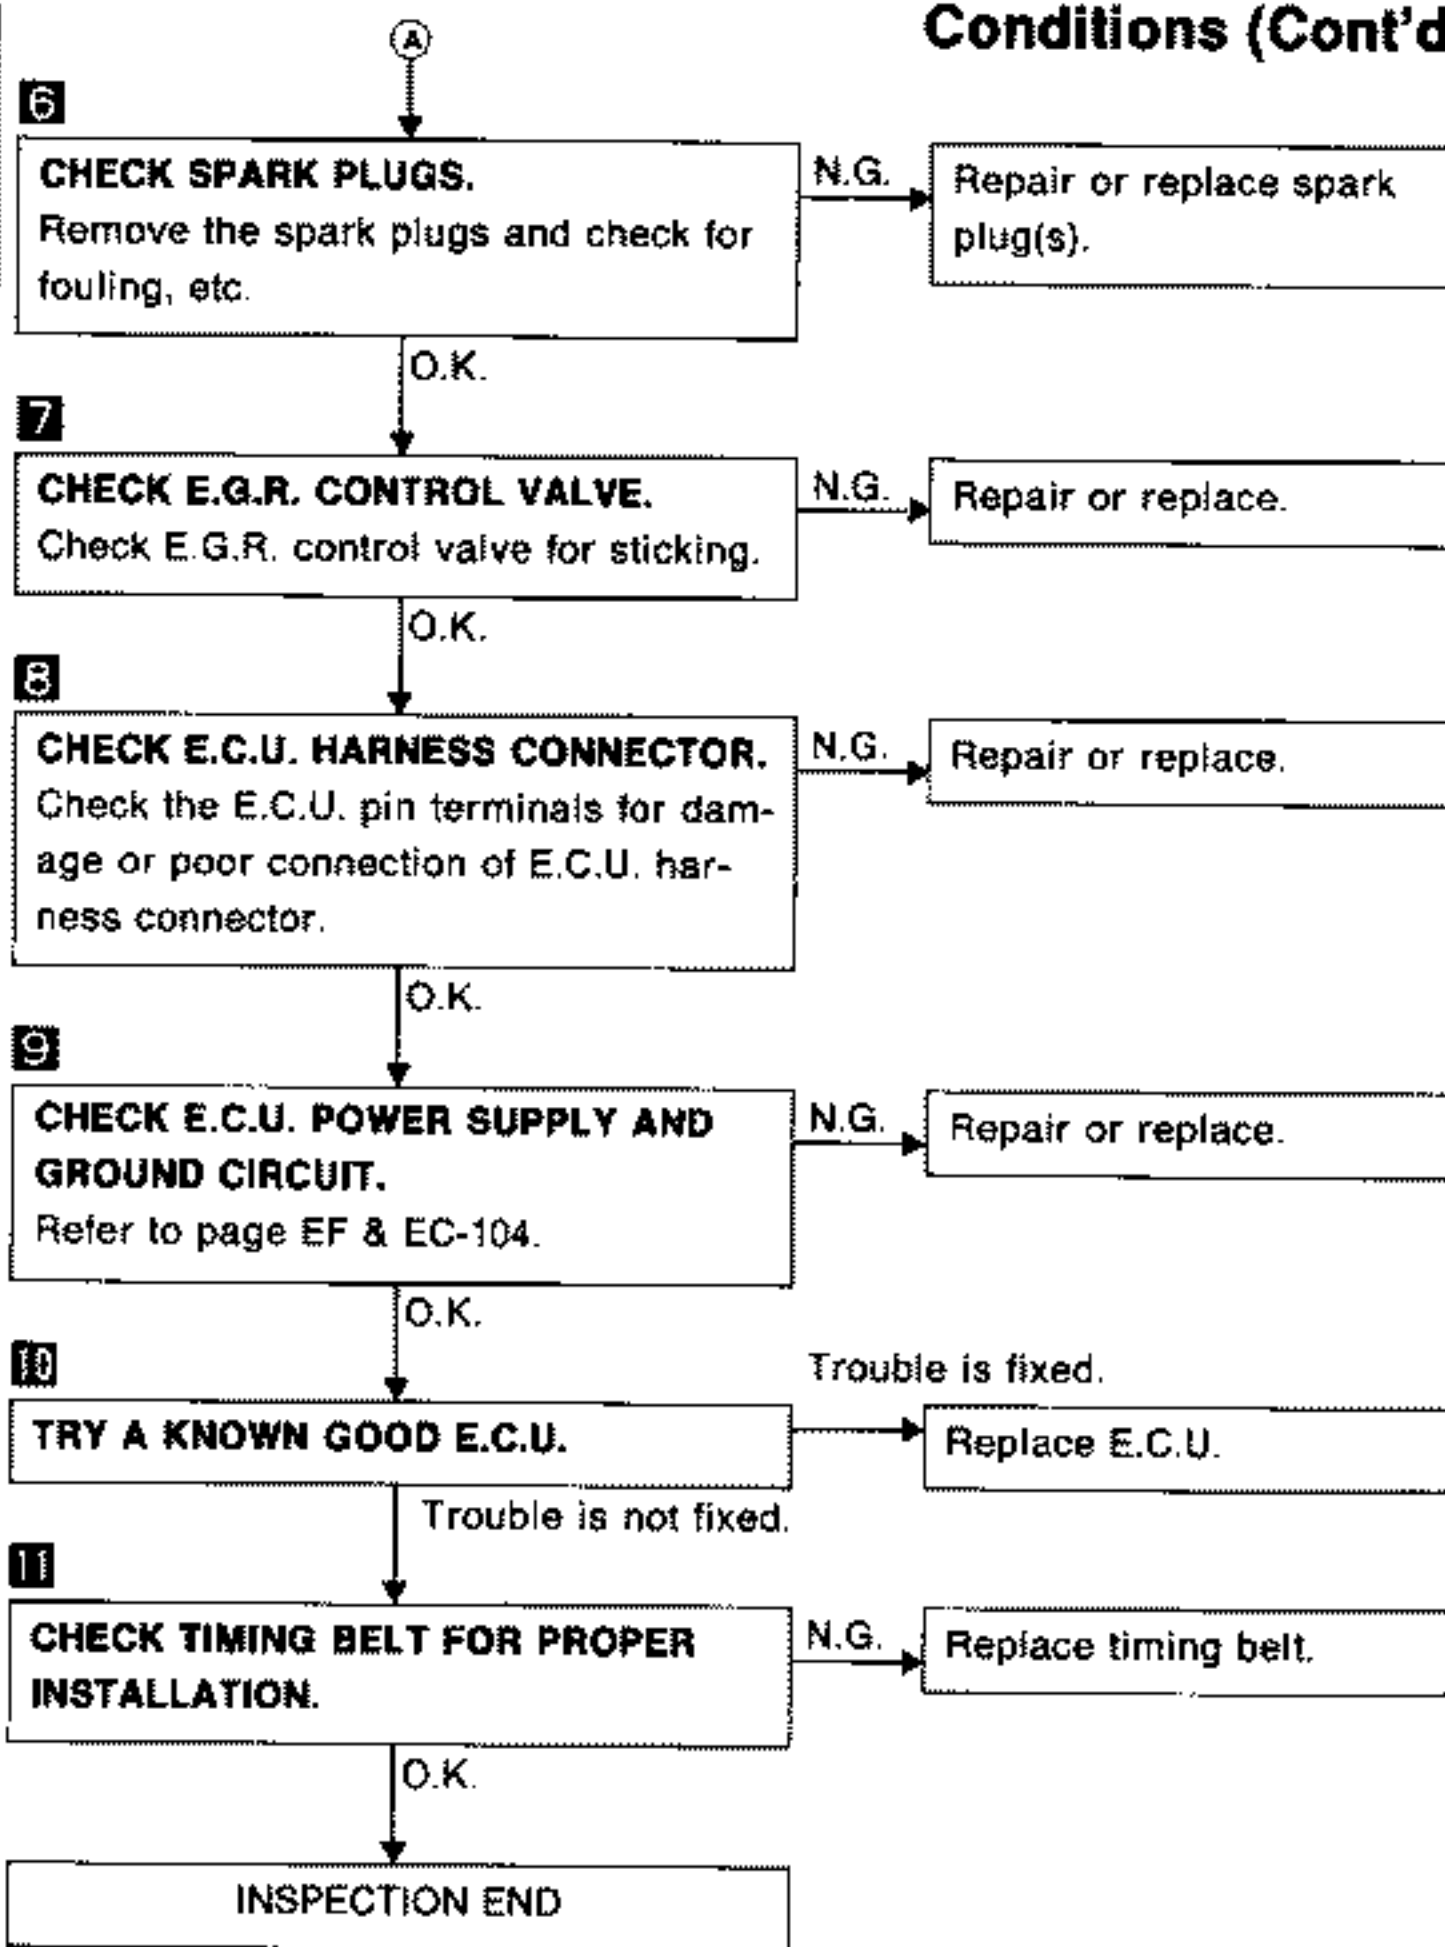 Conditions (Cont'd
A
6
CHECK SPARK PLUGS.
Remove the spark plugs and check for
fouling, etc.
N.G.
Repair or replace spark
plug(s).
O.K.
7
CHECK E.G.R. CONTROL VALVE.
Check E.G.R. control valve for sticking.
N.G.
Repair or replace.
O.K.
8
CHECK E.C.U. HARNESS CONNECTOR.
Check the E.C.U. pin terminals for dam-
age or poor connection of E.C.U. har-
ness connector.
N.G.
Repair or replace.
O.K.
9
CHECK E.C.U. POWER SUPPLY AND
GROUND CIRCUIT.
Refer to page EF & EC-104.
N.G.
Repair or replace.
O.K.
10
TRY A KNOWN GOOD E.C.U.
Trouble is fixed.
Replace E.C.U.
Trouble is not fixed.
11
CHECK TIMING BELT FOR PROPER
INSTALLATION.
N.G.
Replace timing belt.
O.K.
INSPECTION END